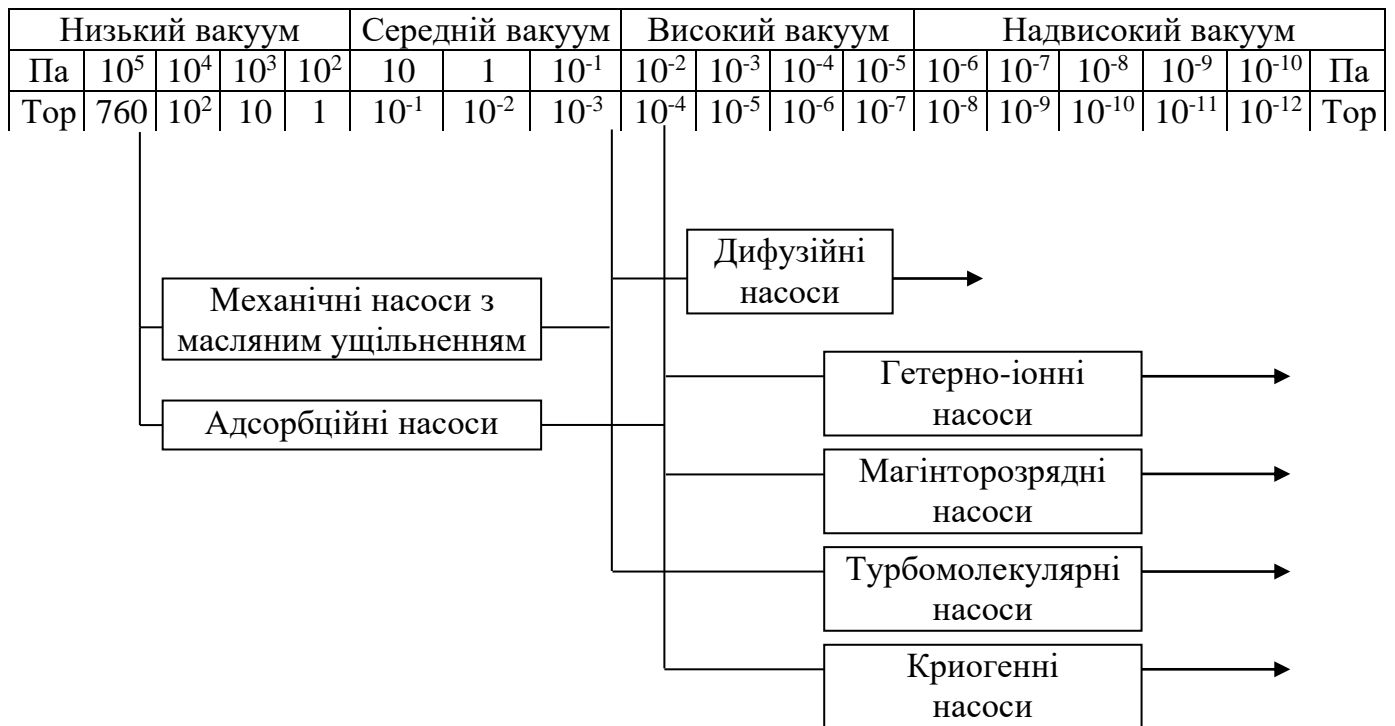 Низький вакуум Середній вакуум Високий вакуум Надвисокий вакуум
Па 10⁵ 10⁴ 10³ 10² 10 1 10⁻¹ 10⁻² 10⁻³ 10⁻⁴ 10⁻⁵ 10⁻⁶ 10⁻⁷ 10⁻⁸ 10⁻⁹ 10⁻¹⁰ Па
Тор 760 10² 10 1 10⁻¹ 10⁻² 10⁻³ 10⁻⁴ 10⁻⁵ 10⁻⁶ 10⁻⁷ 10⁻⁸ 10⁻⁹ 10⁻¹⁰ 10⁻¹¹ 10⁻¹² Тор
Дифузійні
насоси
Механічні насоси з
масляним ущільненням
Гетерно-іонні
насоси
Адсорбційні насоси
Магінторозрядні
насоси
Турбомолекулярні
насоси
Криогенні
насоси